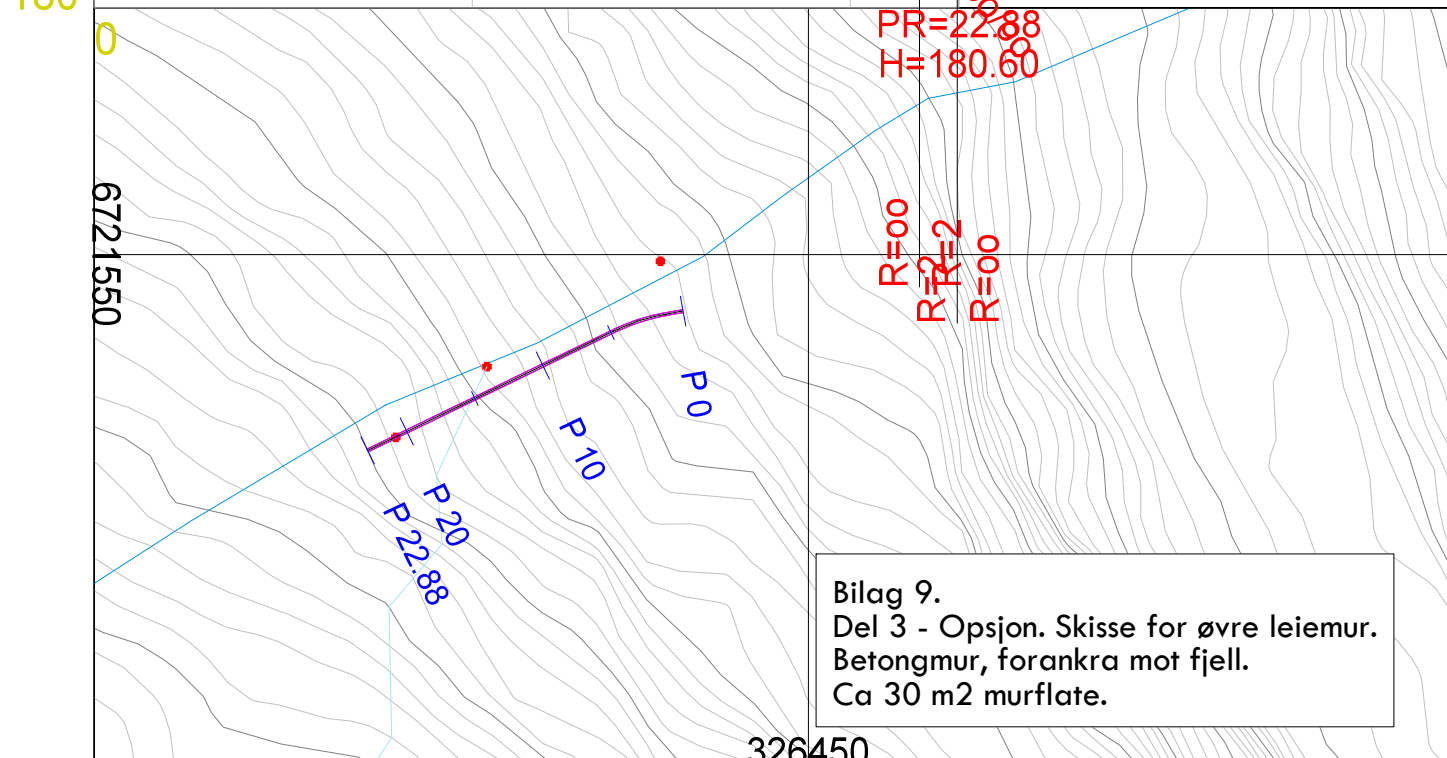 180
0
PR=22.88
H=180.60
6721550
R=oo
R=2
R=2
R=oo
P 0
P 10
P 20
P 22.88
Bilag 9.
Del 3 - Opsjon. Skisse for øvre leiemur.
Betongmur, forankra mot fjell.
Ca 30 m2 murflate.
326450